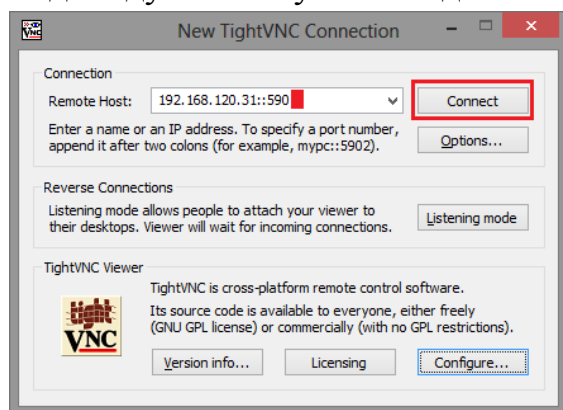 New TightVNC Connection
Connection
Remote Host: 192.168.120.31::590
Connect
Enter a name or an IP address. To specify a port number,
append it after two colons (for example, mypc::5902).
Options...
Reverse Connections
Listening mode allows people to attach your viewer to
their desktops. Viewer will wait for incoming connections.
Listening mode
TightVNC Viewer
TightVNC is cross-platform remote control software.
Its source code is available to everyone, either freely
(GNU GPL license) or commercially (with no GPL restrictions).
tight
VNC
Version info...
Licensing
Configure...